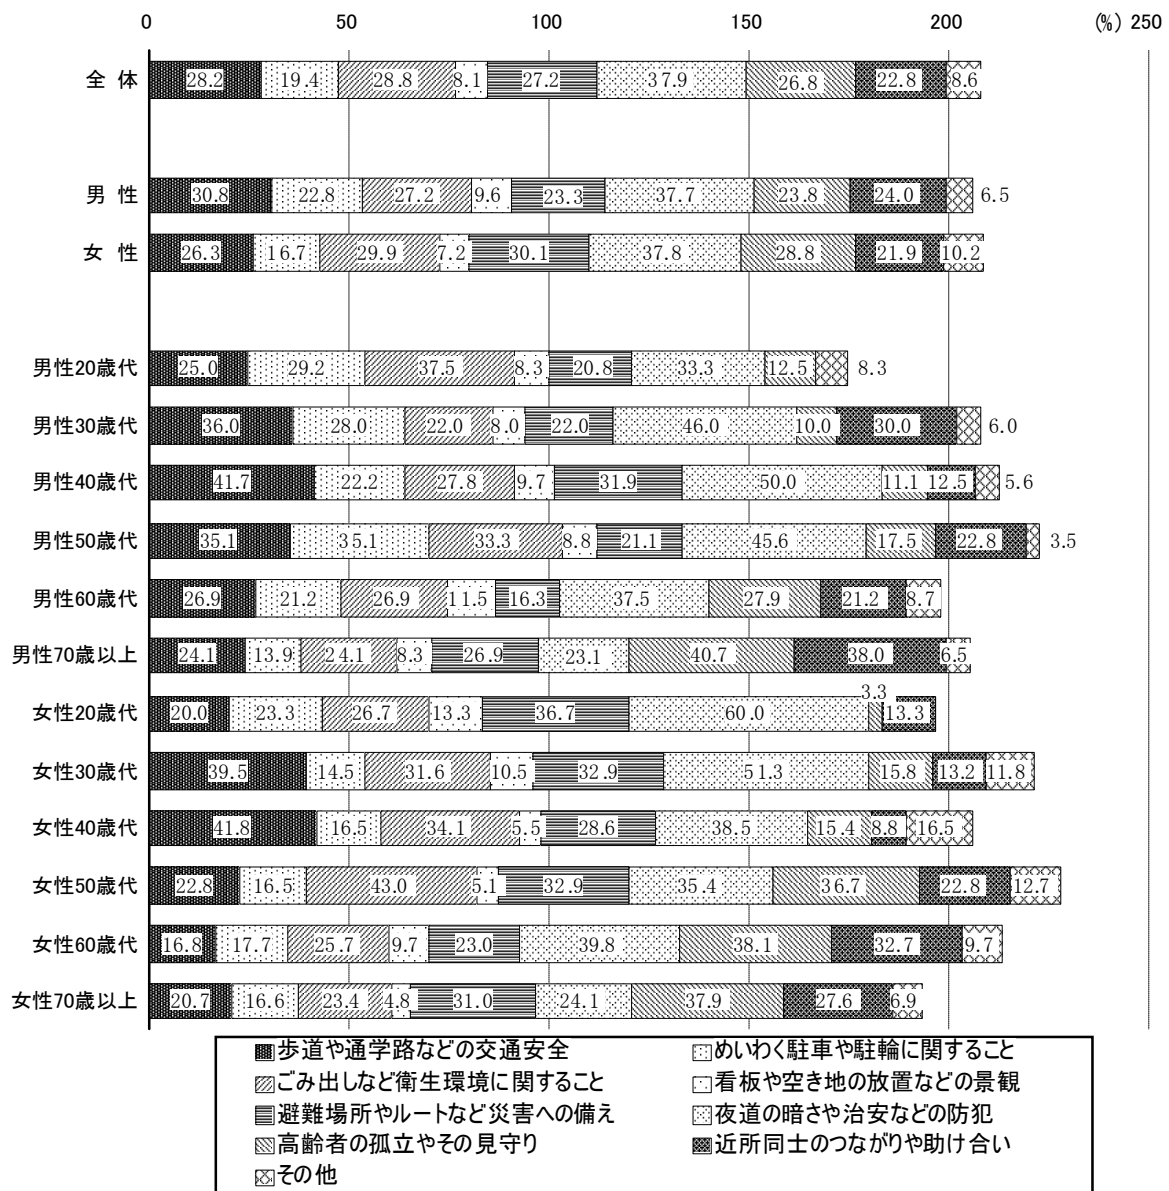 0 50 100 150 200 (%) 250
全 体 28.2 19.4 28.8 8.1 27.2 37.9 26.8 22.8 8.6
男 性 30.8 22.8 27.2 9.6 23.3 37.7 23.8 24.0 6.5
女 性 26.3 16.7 29.9 7.2 30.1 37.8 28.8 21.9 10.2
男性20歳代 25.0 29.2 37.5 8.3 20.8 33.3 12.5 8.3
男性30歳代 36.0 28.0 22.0 8.0 22.0 46.0 10.0 30.0 6.0
男性40歳代 41.7 22.2 27.8 9.7 31.9 50.0 11.1 12.5 5.6
男性50歳代 35.1 35.1 33.3 8.8 21.1 45.6 17.5 22.8 3.5
男性60歳代 26.9 21.2 26.9 11.5 16.3 37.5 27.9 21.2 8.7
男性70歳以上 24.1 13.9 24.1 8.3 26.9 23.1 40.7 38.0 6.5
女性20歳代 20.0 23.3 26.7 13.3 36.7 60.0 3.3 13.3
女性30歳代 39.5 14.5 31.6 10.5 32.9 51.3 15.8 13.2 11.8
女性40歳代 41.8 16.5 34.1 5.5 28.6 38.5 15.4 8.8 16.5
女性50歳代 22.8 16.5 43.0 5.1 32.9 35.4 36.7 22.8 12.7
女性60歳代 16.8 17.7 25.7 9.7 23.0 39.8 38.1 32.7 9.7
女性70歳以上 20.7 16.6 23.4 4.8 31.0 24.1 37.9 27.6 6.9
歩道や通学路などの交通安全 めいわく駐車や駐輪に関すること
ごみ出しなど衛生環境に関すること 看板や空き地の放置などの景観
避難場所やルートなど災害への備え 夜道の暗さや治安などの防犯
高齢者の孤立やその見守り 近所同士のつながりや助け合い
その他